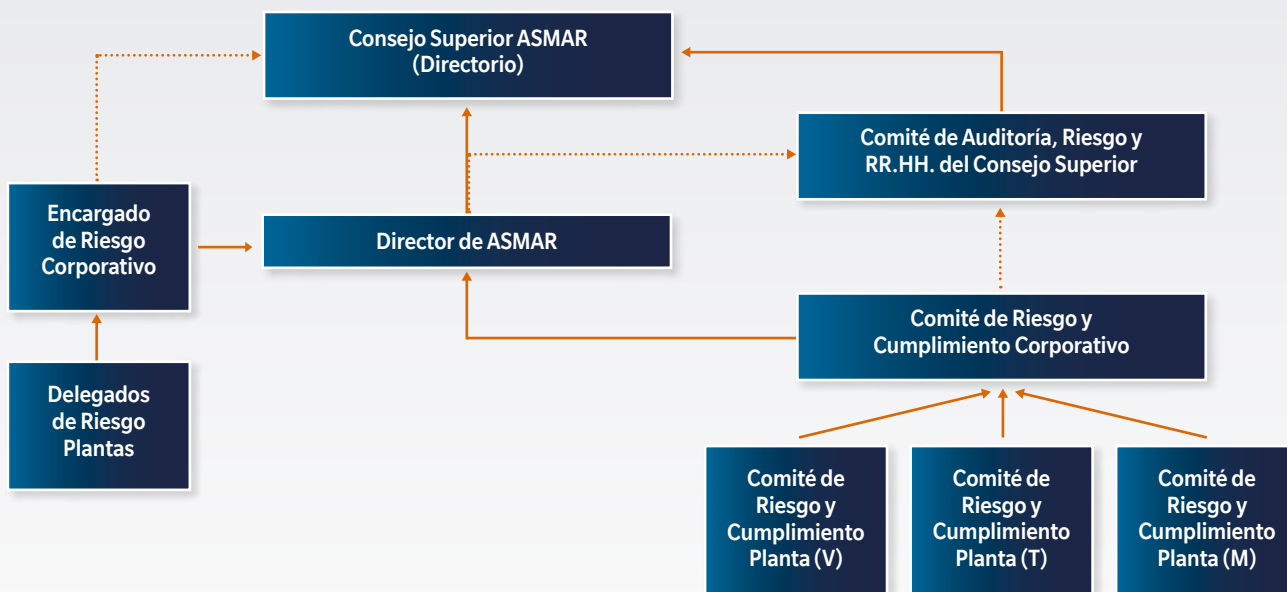 Consejo Superior ASMAR
(Directorio)
Comité de Auditoría, Riesgo y
RR.HH. del Consejo Superior
Encargado
de Riesgo
Corporativo
Director de ASMAR
Comité de Riesgo y
Cumplimiento Corporativo
Delegados
de Riesgo
Plantas
Comité de
Riesgo y
Cumplimiento
Planta (V)
Comité de
Riesgo y
Cumplimiento
Planta (T)
Comité de
Riesgo y
Cumplimiento
Planta (M)